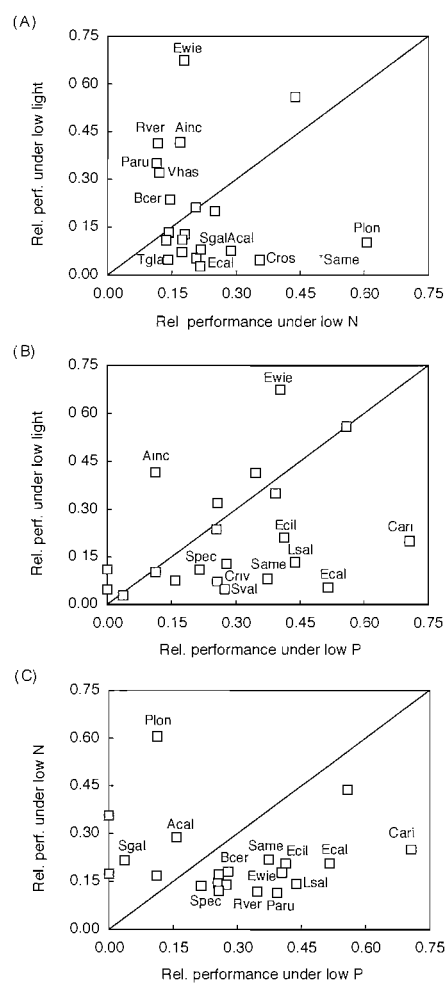 (A)
0.75
Ewie
0.60
0.45
Rver Ainc
Paru
Vhas
0.30
Bcer
0.15
SgalAcal
Plon
Tgla
Ecal
Cros
*Same
0.00
0.00 0.15 0.30 0.45 0.60 0.75
Rel. perf. under low light
Rel. performance under low N
(B)
0.75
Ewie
0.60
Ainc
0.45
0.30
Ecil
Cari
Lsal
0.15
Spec
Criv
Same
Ecal
Sval
0.00
0.00 0.15 0.30 0.45 0.60 0.75
Rel. perf. under low light
Rel. performance under low P
(C)
0.75
Plon
0.60
0.45
0.30
Acal
Sgal
Bcer
Same
Ecil
Ecal
Cari
0.15
Ewie
Lsal
Spec
Rver Paru
0.00
0.00 0.15 0.30 0.45 0.60 0.75
Rel. perf. under low N
Rel. performance under low P